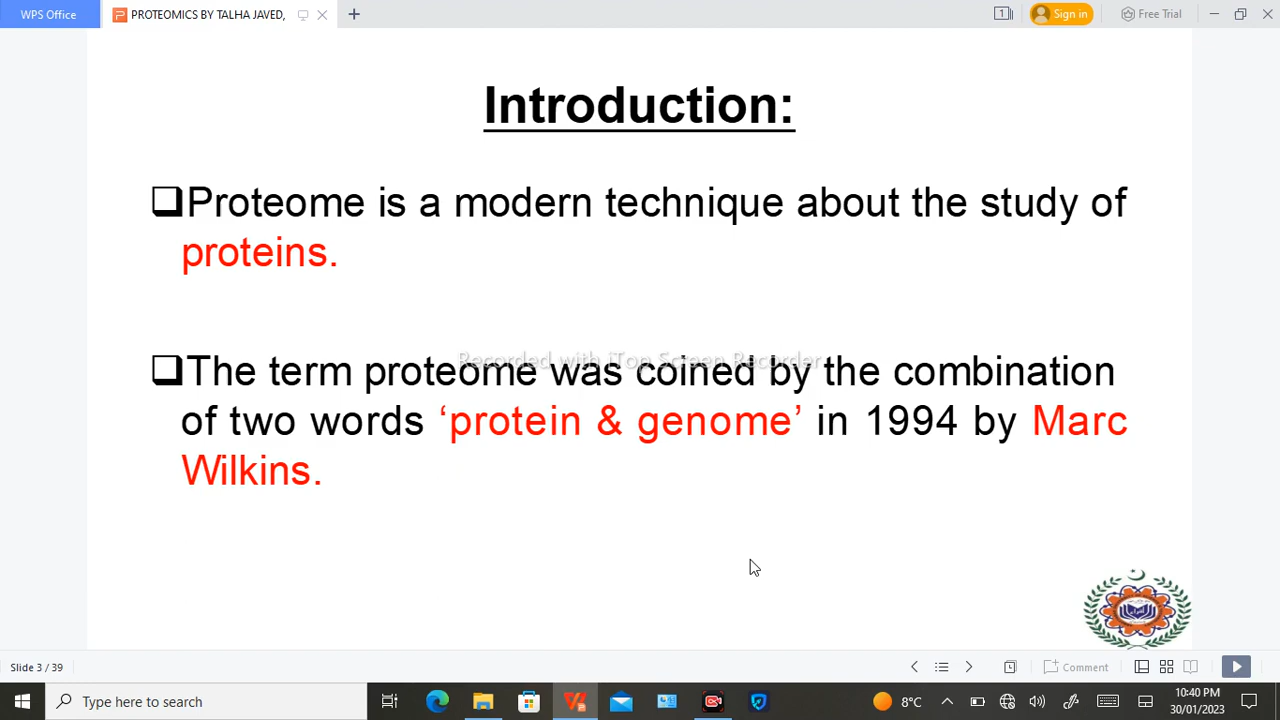 WPS Office
PROTEOMICS BY TALHA JAVED,
1
Sign in
Free Trial
Introduction:
Proteome is a modern technique about the study of
proteins.
Recorded with iTop Screen Recorder
The term proteome was coined by the combination
of two words ‘protein & genome’ in 1994 by Marc
Wilkins.
Slide 3 / 39
Comment
Type here to search
8°C
10:40 PM
30/01/2023